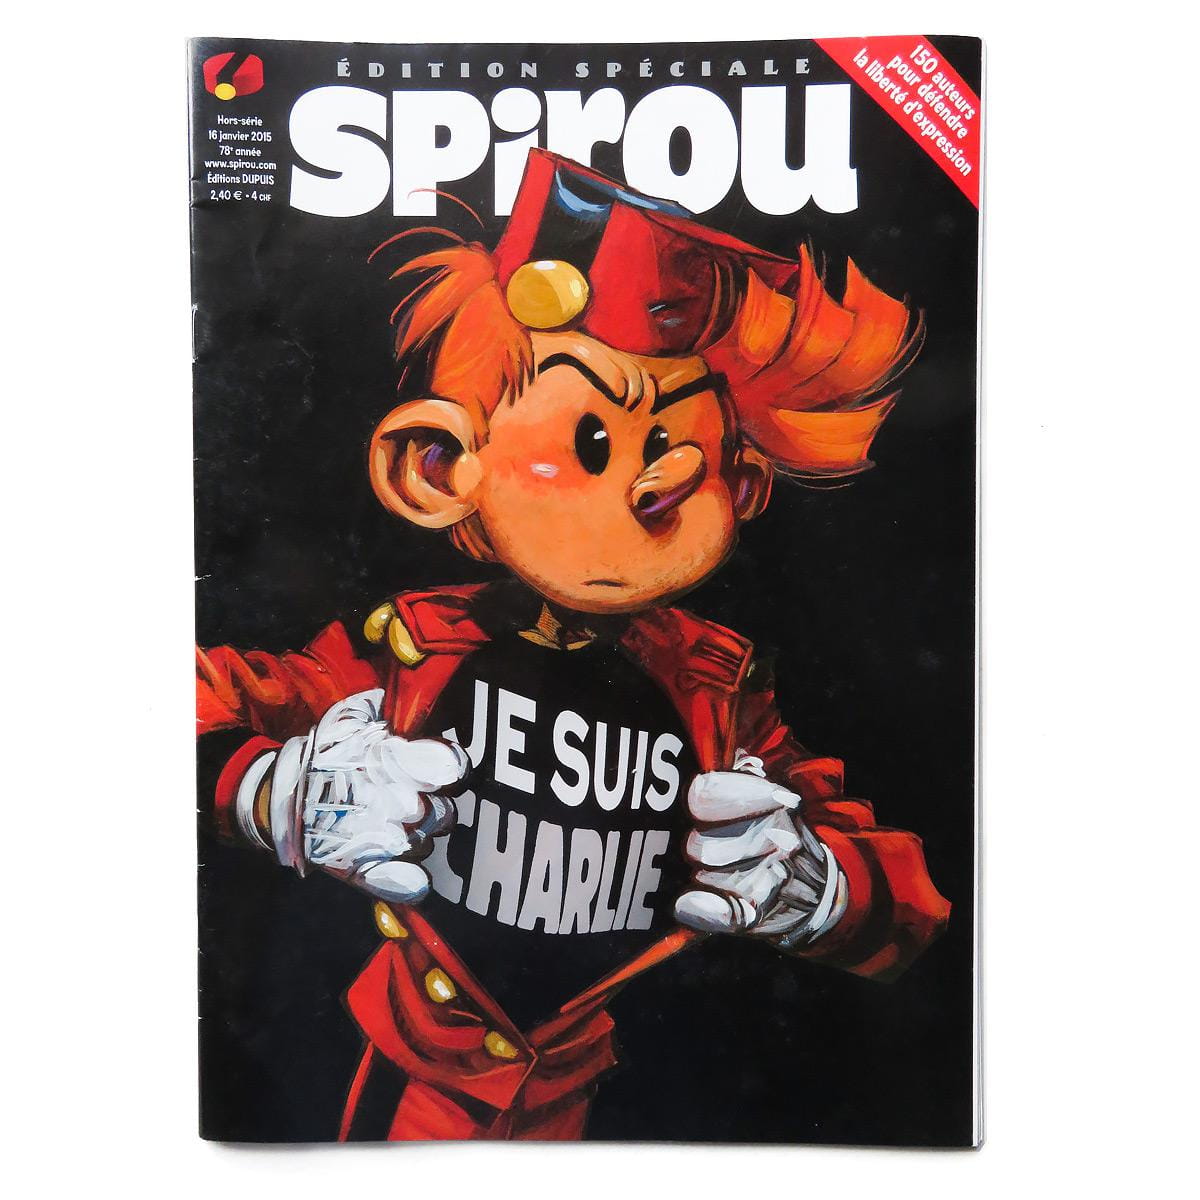 ÉDITION SPÉCIALE
SPIROU
Hors-série
16 janvier 2015
78e année
www.spirou.com
Éditions DUPUIS
2,40 € - 4 CHF
150 auteurs
pour défendre
la liberté d'expression
JE SUIS
CHARLIE